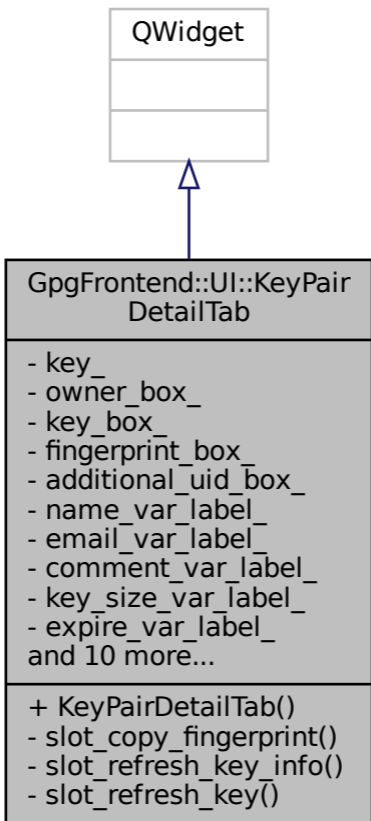 QWidget
GpgFrontend::UI::KeyPair
DetailTab
- key_
- owner_box_
- key_box_
- fingerprint_box_
- additional_uid_box_
- name_var_label_
- email_var_label_
- comment_var_label_
- key_size_var_label_
- expire_var_label_
and 10 more...
+ KeyPairDetailTab()
- slot_copy_fingerprint()
- slot_refresh_key_info()
- slot_refresh_key()